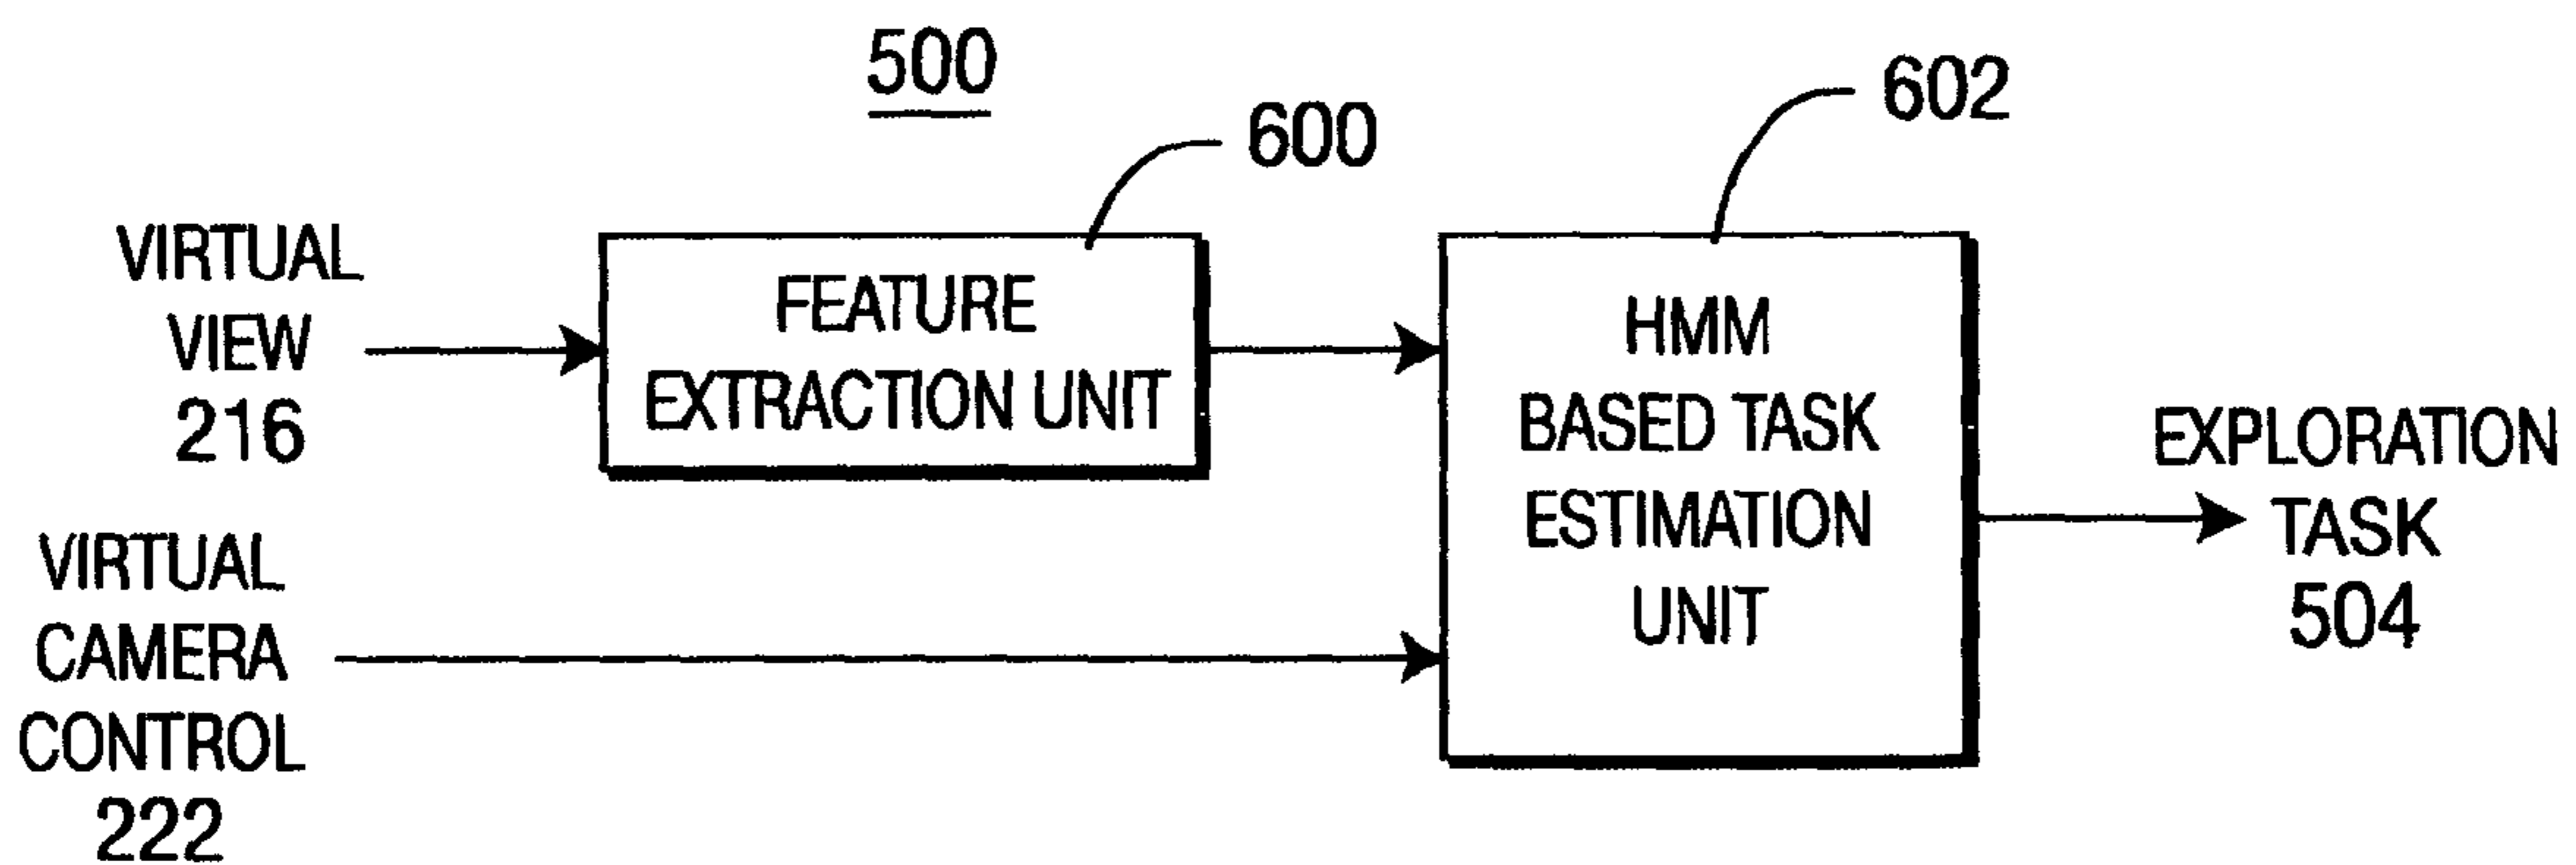 500
600
602
VIRTUAL
VIEW
216
FEATURE
EXTRACTION UNIT
HMM
BASED TASK
ESTIMATION
UNIT
EXPLORATION
TASK
504
VIRTUAL
CAMERA
CONTROL
222